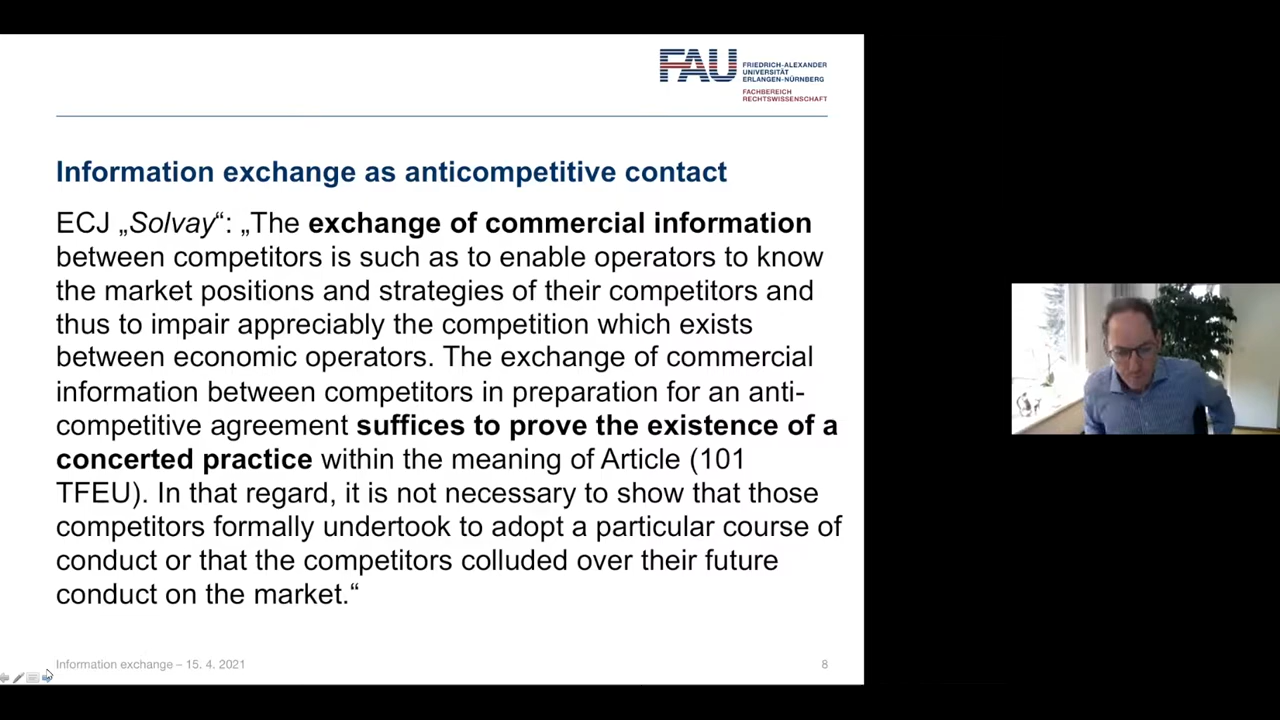 FAU
FRIEDRICH-ALEXANDER
UNIVERSITÄT
ERLANGEN-NÜRNBERG
FACHBEREICH
RECHTSWISSENSCHAFT
Information exchange as anticompetitive contact
ECJ „Solvay“: „The exchange of commercial information
between competitors is such as to enable operators to know
the market positions and strategies of their competitors and
thus to impair appreciably the competition which exists
between economic operators. The exchange of commercial
information between competitors in preparation for an anti-
competitive agreement suffices to prove the existence of a
concerted practice within the meaning of Article (101
TFEU). In that regard, it is not necessary to show that those
competitors formally undertook to adopt a particular course of
conduct or that the competitors colluded over their future
conduct on the market.“
Information exchange – 15. 4. 2021
8